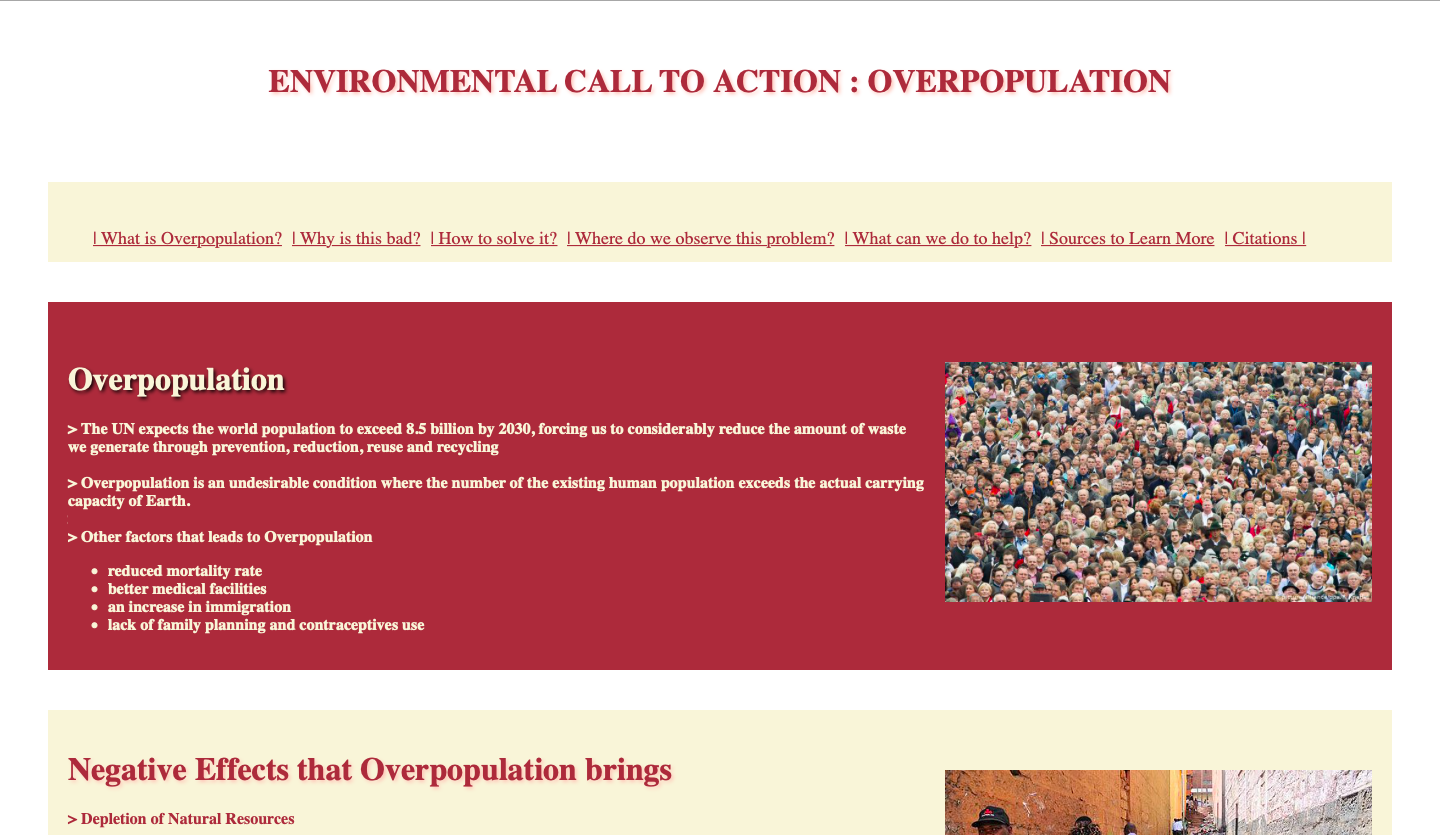 ENVIRONMENTAL CALL TO ACTION : OVERPOPULATION
| What is Overpopulation? | Why is this bad? | How to solve it? | Where do we observe this problem? | What can we do to help? | Sources to Learn More | Citations |
Overpopulation
> The UN expects the world population to exceed 8.5 billion by 2030, forcing us to considerably reduce the amount of waste
we generate through prevention, reduction, reuse and recycling
> Overpopulation is an undesirable condition where the number of the existing human population exceeds the actual carrying
capacity of Earth.
> Other factors that leads to Overpopulation
• reduced mortality rate
• better medical facilities
• an increase in immigration
• lack of family planning and contraceptives use
Negative Effects that Overpopulation brings
> Depletion of Natural Resources